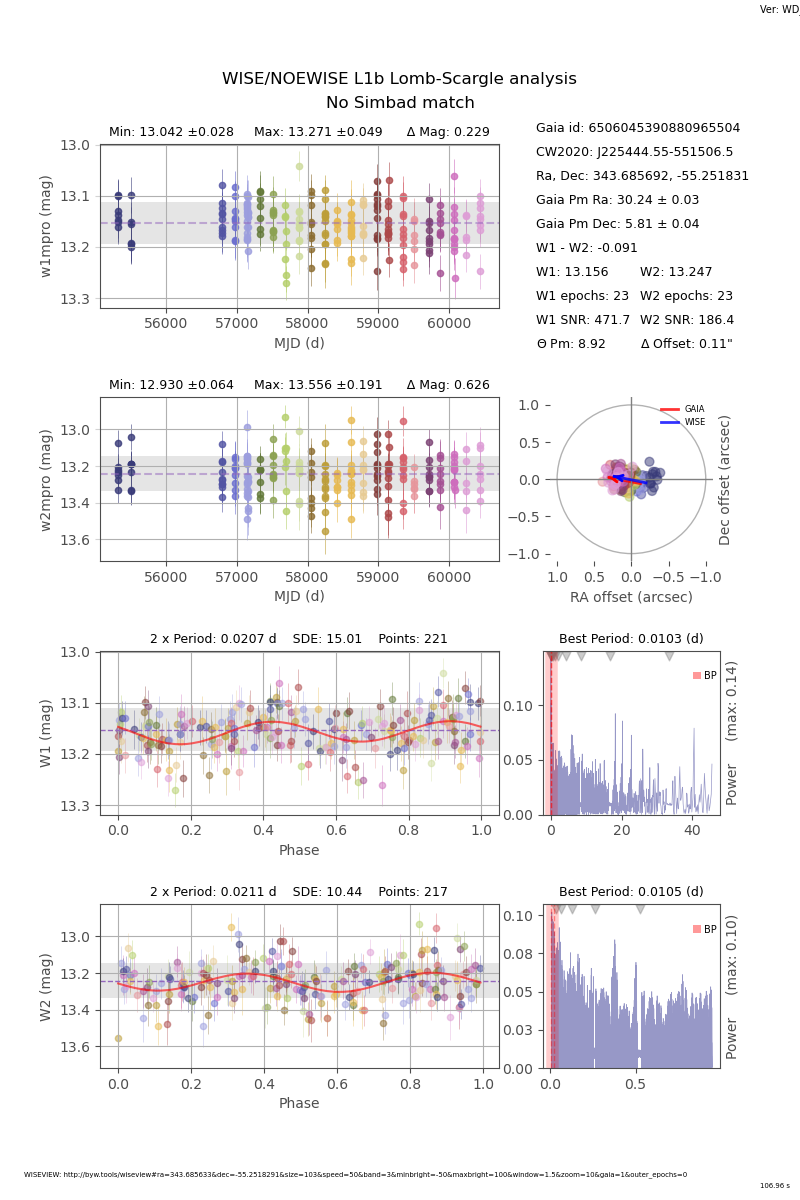 Ver: WD_
WISE/NOEWISE L1b Lomb-Scargle analysis
No Simbad match
Min: 13.042 ±0.028 Max: 13.271 ±0.049 Δ Mag: 0.229
13.0
13.1
13.2
13.3
w1mpro (mag)
56000 57000 58000 59000 60000
MJD (d)
Gaia id: 6506045390880965504
CW2020: J225444.55-551506.5
Ra, Dec: 343.685692, -55.251831
Gaia Pm Ra: 30.24 ± 0.03
Gaia Pm Dec: 5.81 ± 0.04
W1 - W2: -0.091
W1: 13.156 W2: 13.247
W1 epochs: 23 W2 epochs: 23
W1 SNR: 471.7 W2 SNR: 186.4
Θ Pm: 8.92 Δ Offset: 0.11"
Min: 12.930 ±0.064 Max: 13.556 ±0.191 Δ Mag: 0.626
13.0
13.2
13.4
13.6
w2mpro (mag)
56000 57000 58000 59000 60000
MJD (d)
GAIA
WISE
1.0
0.5
0.0
−0.5
−1.0
Dec offset (arcsec)
1.0 0.5 0.0 −0.5 −1.0
RA offset (arcsec)
2 x Period: 0.0207 d SDE: 15.01 Points: 221
13.0
13.1
13.2
13.3
W1 (mag)
0.0 0.2 0.4 0.6 0.8 1.0
Phase
Best Period: 0.0103 (d)
BP
0.10
0.05
0.00
Power (max: 0.14)
0 20 40
2 x Period: 0.0211 d SDE: 10.44 Points: 217
13.0
13.2
13.4
13.6
W2 (mag)
0.0 0.2 0.4 0.6 0.8 1.0
Phase
Best Period: 0.0105 (d)
BP
0.10
0.08
0.05
0.03
0.00
Power (max: 0.10)
0.0 0.5
WISEVIEW: http://byw.tools/wiseview#ra=343.685633&dec=-55.2518291&size=103&speed=50&band=3&minbright=-50&maxbright=100&window=1.5&zoom=10&gaia=1&outer_epochs=0
106.96 s